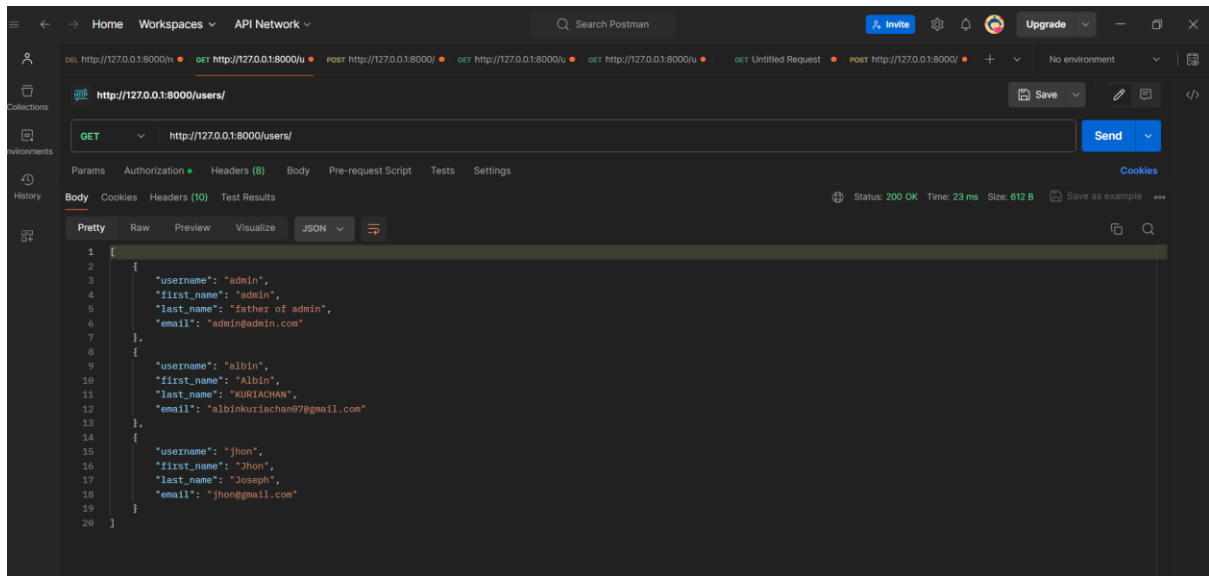 Home Workspaces API Network Search Postman Invite Upgrade
DEL http://127.0.0.1:8000/n GET http://127.0.0.1:8000/u POST http://127.0.0.1:8000/ GET http://127.0.0.1:8000/u GET http://127.0.0.1:8000/u GET Untitled Request POST http://127.0.0.1:8000/ No environment
HTTP http://127.0.0.1:8000/users/ Save
Collections
GET http://127.0.0.1:8000/users/ Send
nvironments
Params Authorization Headers (8) Body Pre-request Script Tests Settings Cookies
History
Body Cookies Headers (10) Test Results Status: 200 OK Time: 23 ms Size: 612 B Save as example
Pretty Raw Preview Visualize JSON
1 [
2 {
3 "username": "admin",
4 "first_name": "admin",
5 "last_name": "father of admin",
6 "email": "admin@admin.com"
7 },
8 {
9 "username": "albin",
10 "first_name": "Albin",
11 "last_name": "KURIACHAN",
12 "email": "albinkuriachan07@gmail.com"
13 },
14 {
15 "username": "jhon",
16 "first_name": "Jhon",
17 "last_name": "Joseph",
18 "email": "jhon@gmail.com"
19 }
20 ]